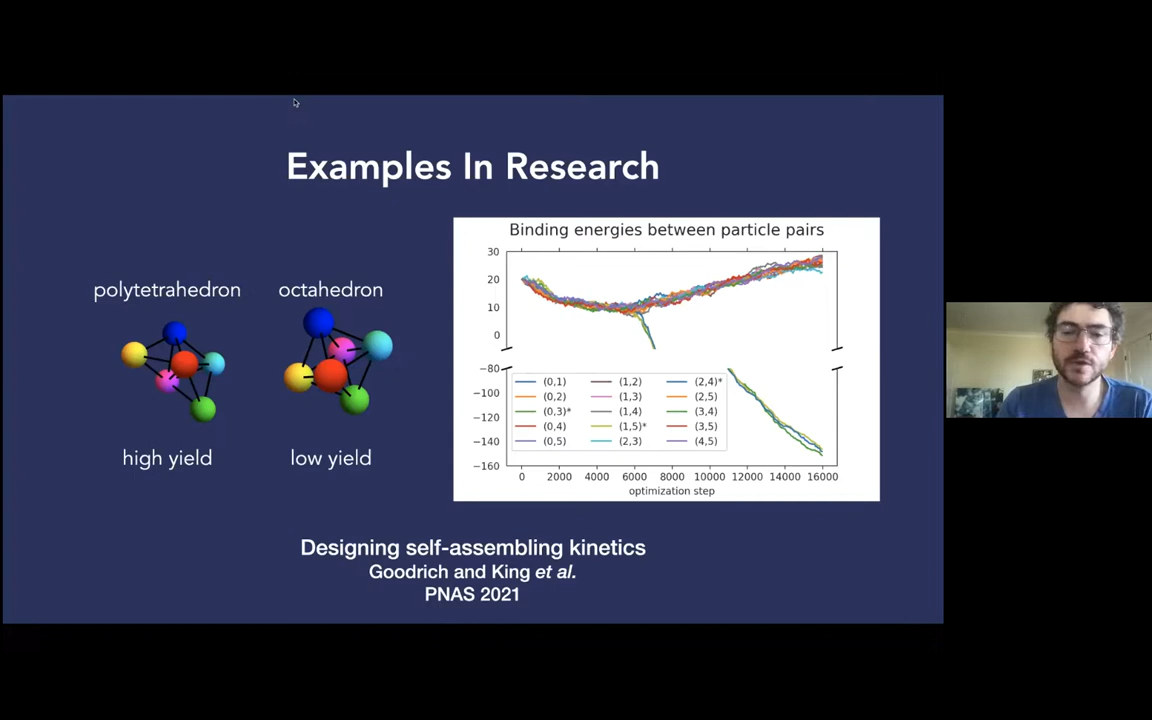 Examples In Research
polytetrahedron
octahedron
high yield
low yield
Binding energies between particle pairs
30
20
10
0
−80
−100
−120
−140
−160
(0,1) (1,2) (2,4)*
(0,2) (1,3) (2,5)
(0,3)* (1,4) (3,4)
(0,4) (1,5)* (3,5)
(0,5) (2,3) (4,5)
0 2000 4000 6000 8000 10000 12000 14000 16000
optimization step
Designing self-assembling kinetics
Goodrich and King et al.
PNAS 2021